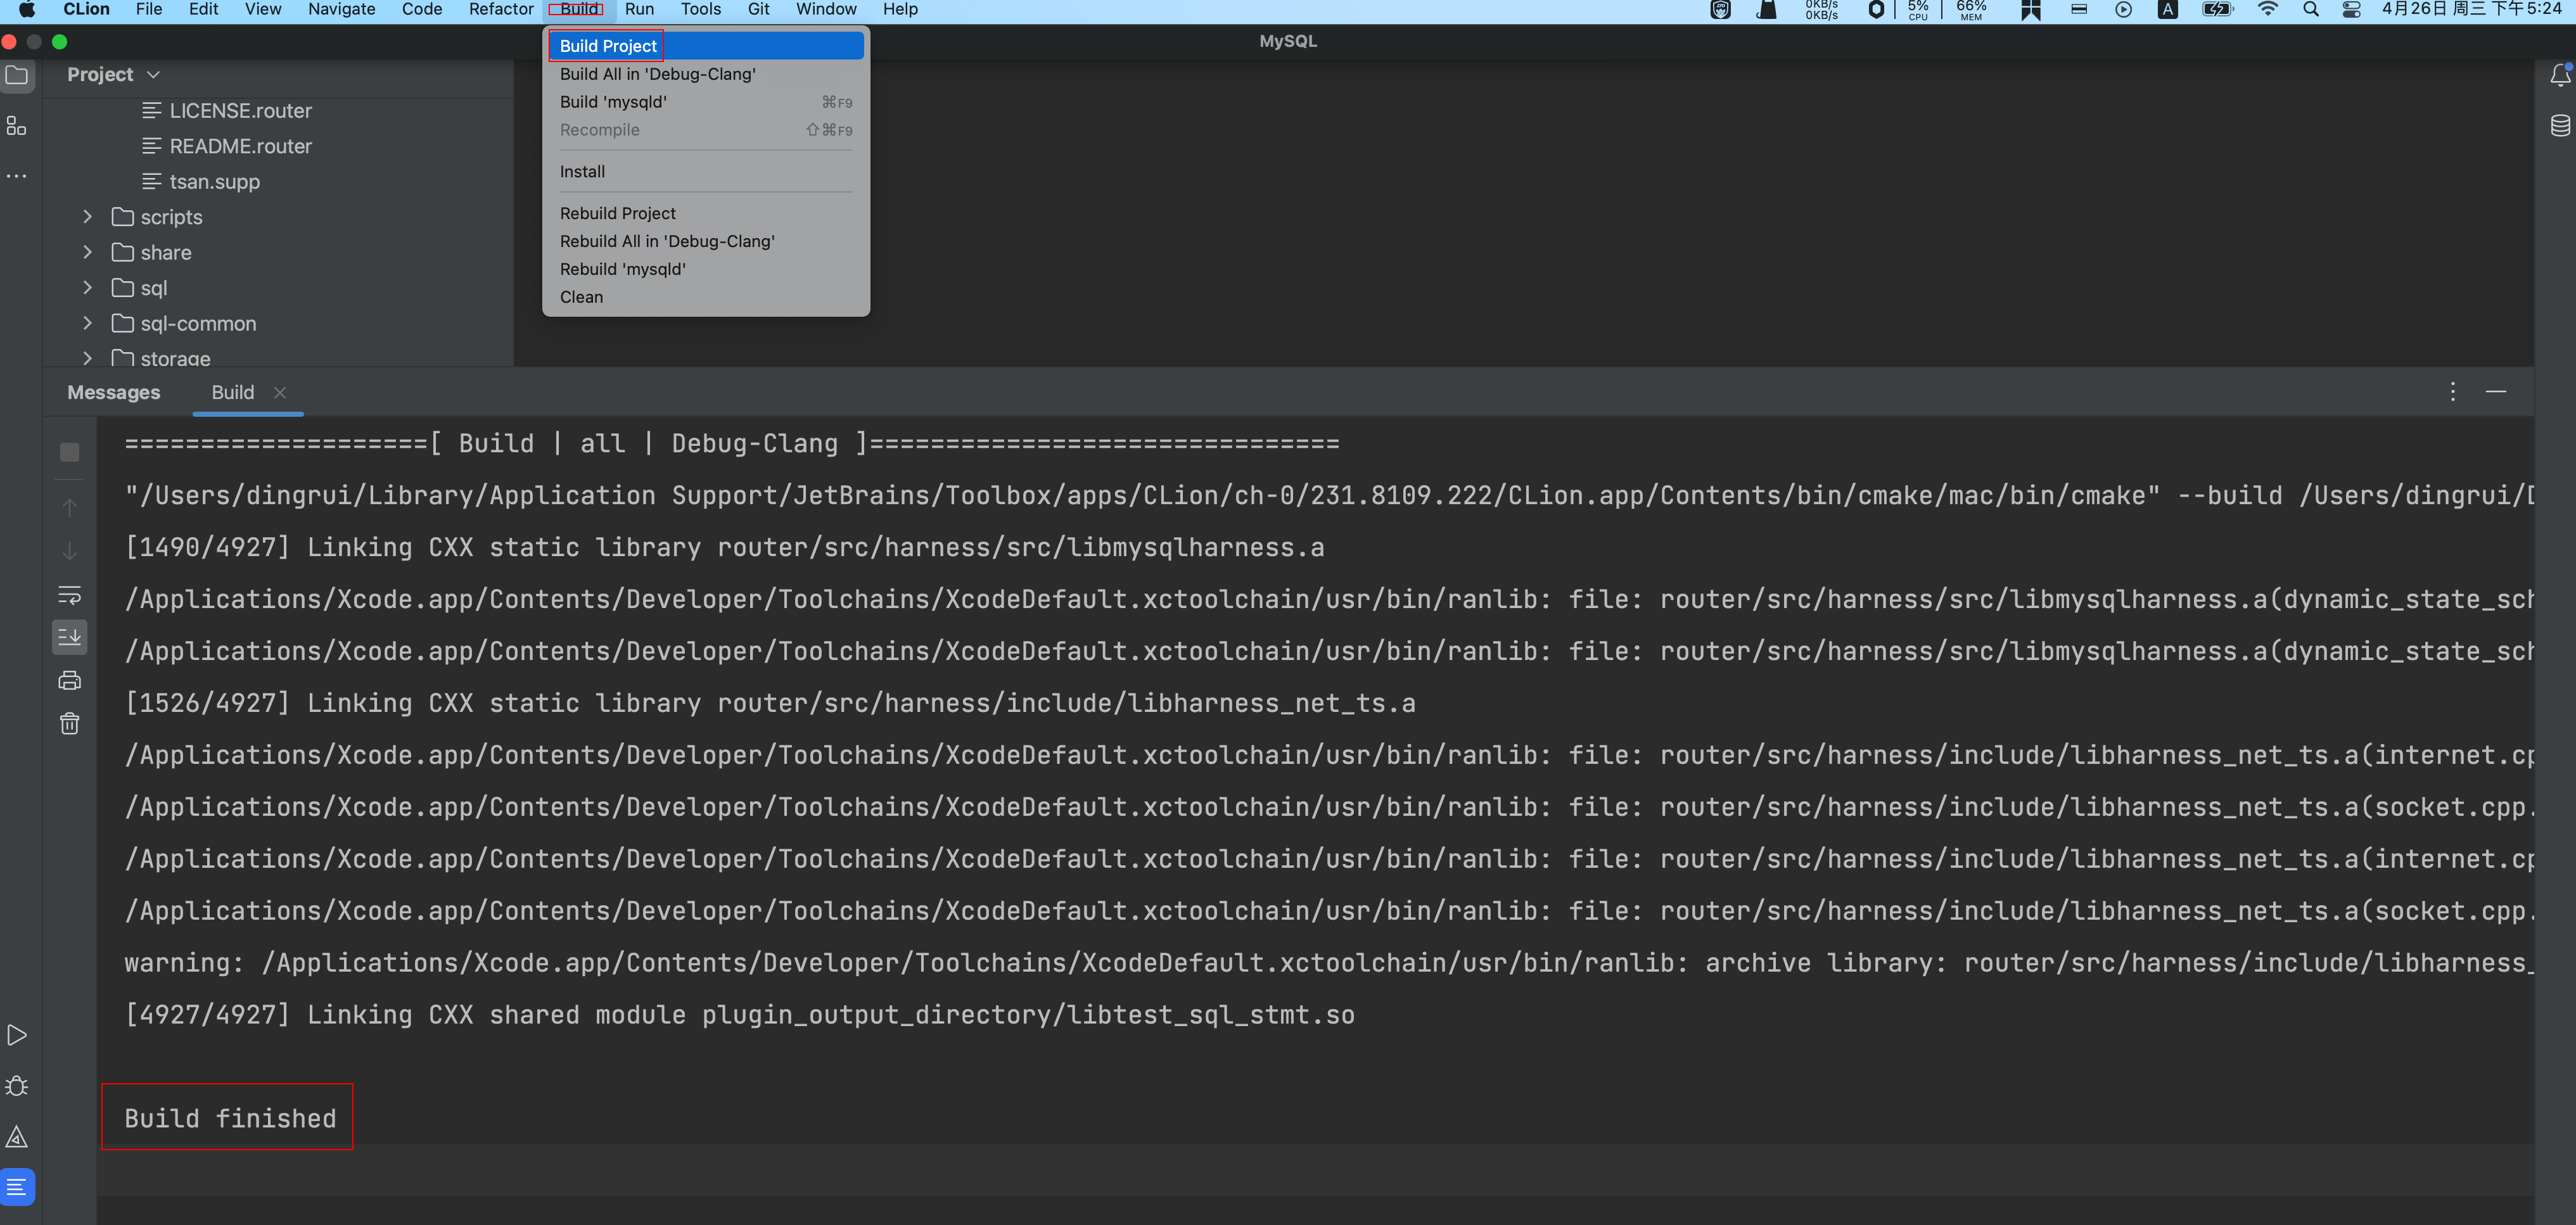 CLion File Edit View Navigate Code Refactor Build Run Tools Git Window Help 0KB/s 0KB/s 5% CPU 66% MEM A 4月26日 周三 下午5:24
MySQL
Project
LICENSE.router
README.router
tsan.supp
scripts
share
sql
sql-common
storage
Build Project
Build All in 'Debug-Clang'
Build 'mysqld' ⌘F9
Recompile ⇧⌘F9
Install
Rebuild Project
Rebuild All in 'Debug-Clang'
Rebuild 'mysqld'
Clean
Messages Build
====================[ Build | all | Debug-Clang ]===============================
"/Users/dingrui/Library/Application Support/JetBrains/Toolbox/apps/CLion/ch-0/231.8109.222/CLion.app/Contents/bin/cmake/mac/bin/cmake" --build /Users/dingrui/D
[1490/4927] Linking CXX static library router/src/harness/src/libmysqlharness.a
/Applications/Xcode.app/Contents/Developer/Toolchains/XcodeDefault.xctoolchain/usr/bin/ranlib: file: router/src/harness/src/libmysqlharness.a(dynamic_state_sch
/Applications/Xcode.app/Contents/Developer/Toolchains/XcodeDefault.xctoolchain/usr/bin/ranlib: file: router/src/harness/src/libmysqlharness.a(dynamic_state_sch
[1526/4927] Linking CXX static library router/src/harness/include/libharness_net_ts.a
/Applications/Xcode.app/Contents/Developer/Toolchains/XcodeDefault.xctoolchain/usr/bin/ranlib: file: router/src/harness/include/libharness_net_ts.a(internet.cp
/Applications/Xcode.app/Contents/Developer/Toolchains/XcodeDefault.xctoolchain/usr/bin/ranlib: file: router/src/harness/include/libharness_net_ts.a(socket.cpp.
/Applications/Xcode.app/Contents/Developer/Toolchains/XcodeDefault.xctoolchain/usr/bin/ranlib: file: router/src/harness/include/libharness_net_ts.a(internet.cp
/Applications/Xcode.app/Contents/Developer/Toolchains/XcodeDefault.xctoolchain/usr/bin/ranlib: file: router/src/harness/include/libharness_net_ts.a(socket.cpp.
warning: /Applications/Xcode.app/Contents/Developer/Toolchains/XcodeDefault.xctoolchain/usr/bin/ranlib: archive library: router/src/harness/include/libharness_
[4927/4927] Linking CXX shared module plugin_output_directory/libtest_sql_stmt.so
Build finished